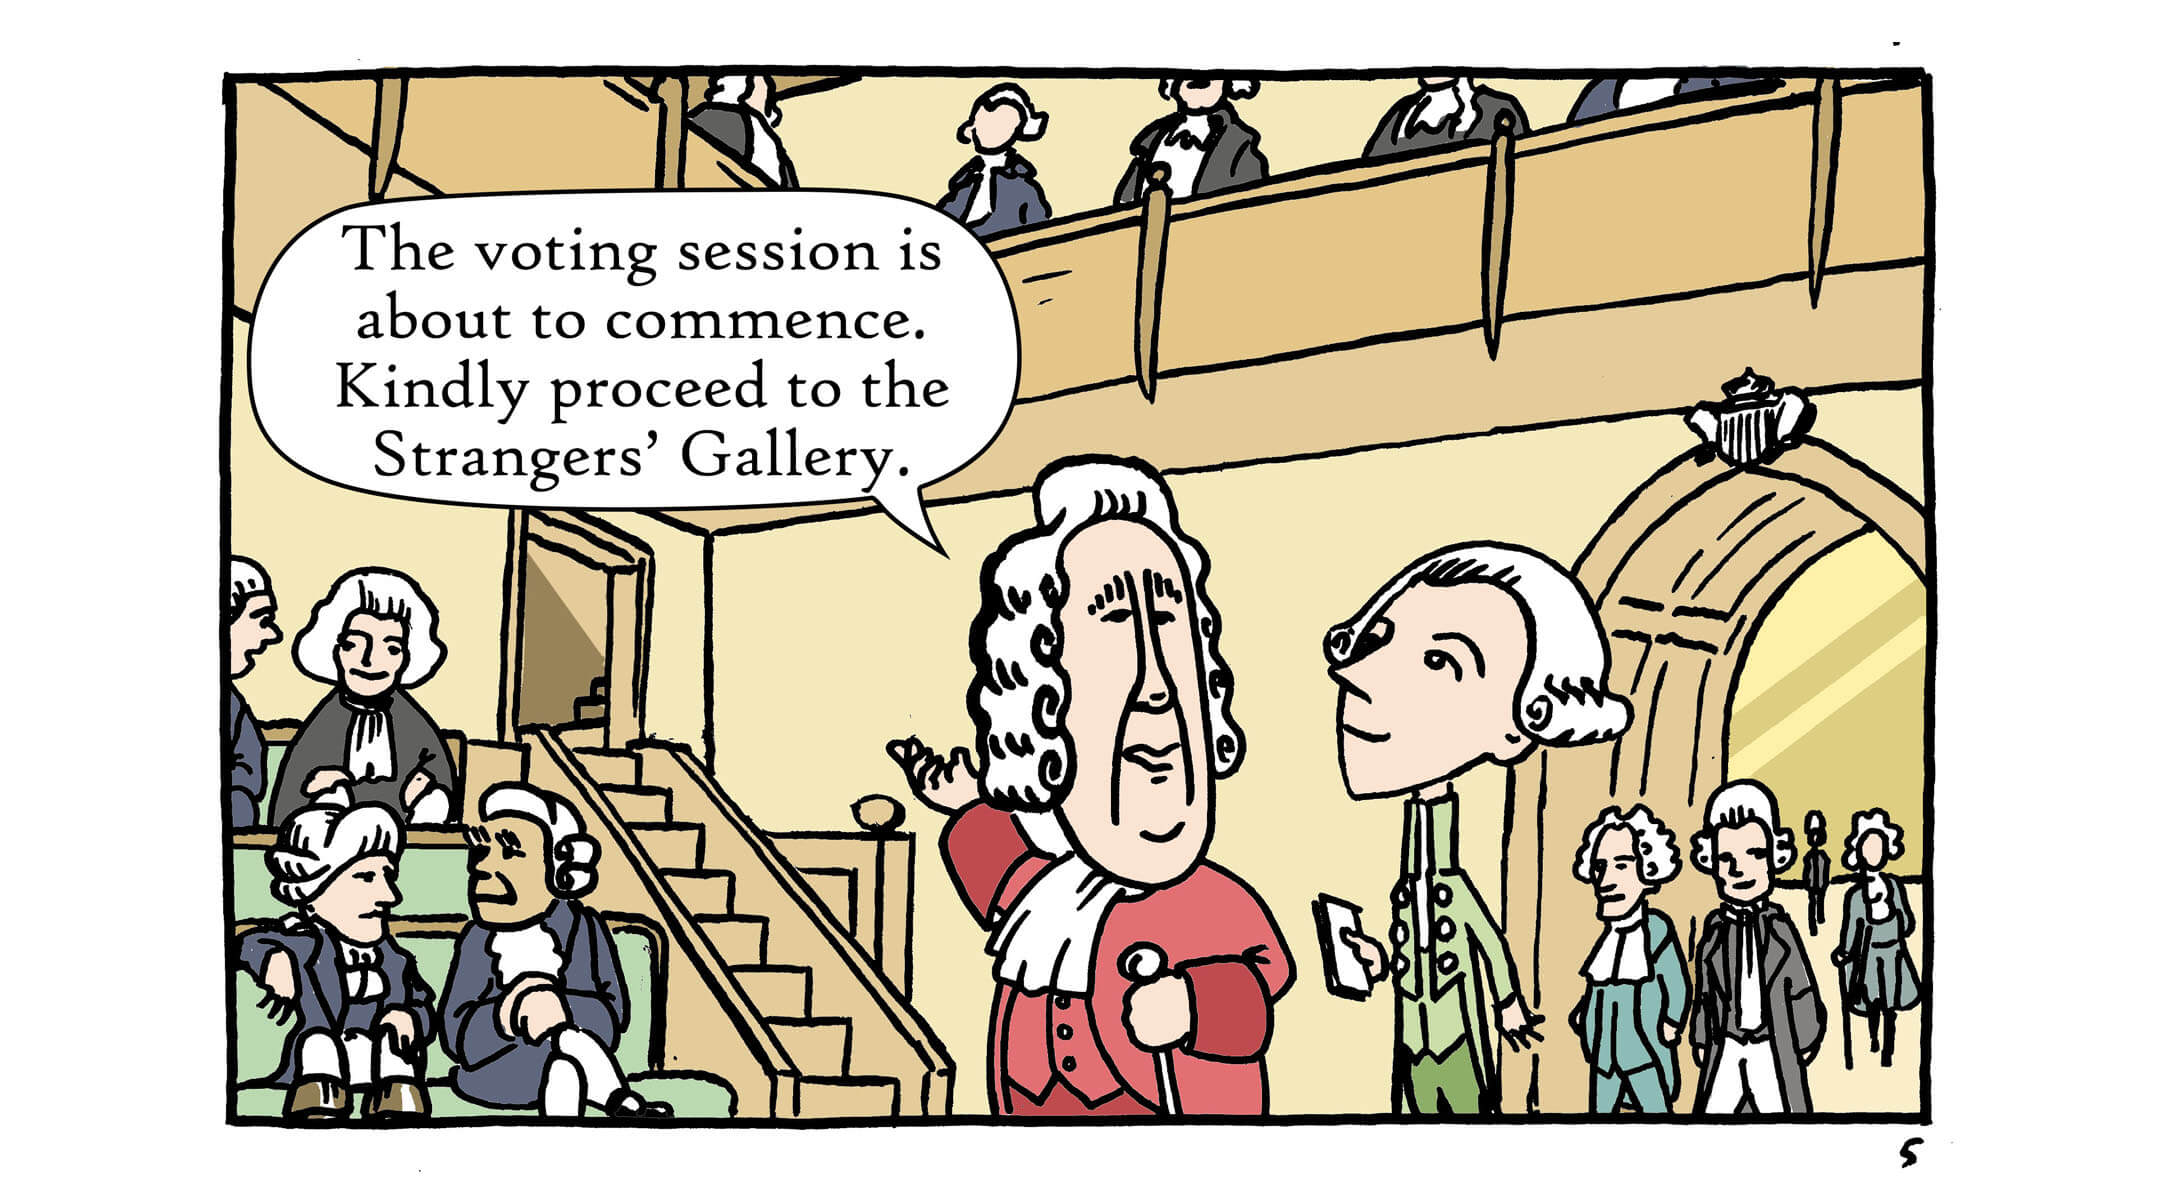 The voting session is
about to commence.
Kindly proceed to the
Strangers’ Gallery.
5